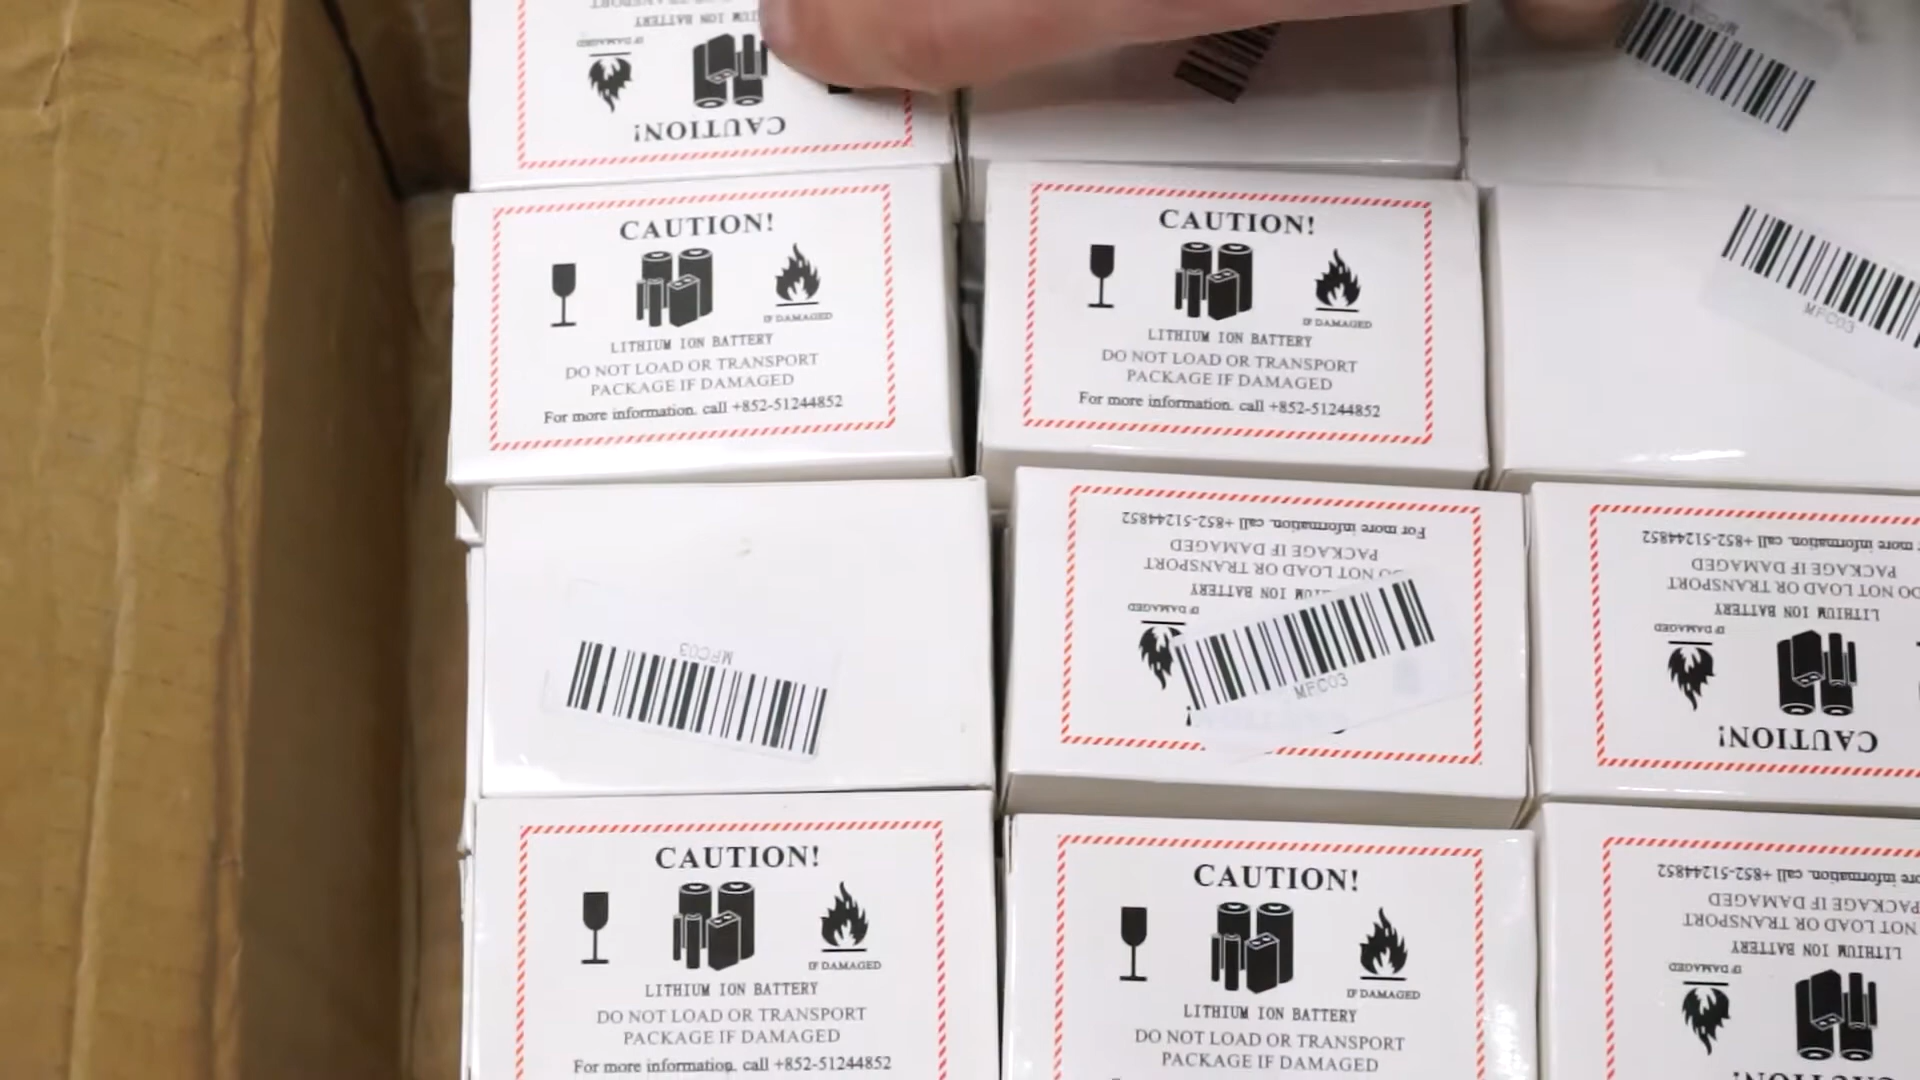 LITHIUM ION BATTERY
IF DAMAGED
CAUTION!
CAUTION!
IF DAMAGED
LITHIUM ION BATTERY
DO NOT LOAD OR TRANSPORT
PACKAGE IF DAMAGED
For more information. call +852-51244852
CAUTION!
IF DAMAGED
LITHIUM ION BATTERY
DO NOT LOAD OR TRANSPORT
PACKAGE IF DAMAGED
For more information. call +852-51244852
MFC03
MFC03
For more information. call +852-51244852
PACKAGE IF DAMAGED
DO NOT LOAD OR TRANSPORT
ION BATTERY
IF DAMAGED
MFC03
more information. call +852-51244852
PACKAGE IF DAMAGED
NOT LOAD OR TRANSPORT
LITHIUM ION BATTERY
IF DAMAGED
CAUTION!
CAUTION!
IF DAMAGED
LITHIUM ION BATTERY
DO NOT LOAD OR TRANSPORT
PACKAGE IF DAMAGED
For more information. call +852-51244852
CAUTION!
IF DAMAGED
LITHIUM ION BATTERY
DO NOT LOAD OR TRANSPORT
PACKAGE IF DAMAGED
information. call +852-51244852
PACKAGE IF DAMAGED
NOT LOAD OR TRANSPORT
LITHIUM ION BATTERY
IF DAMAGED